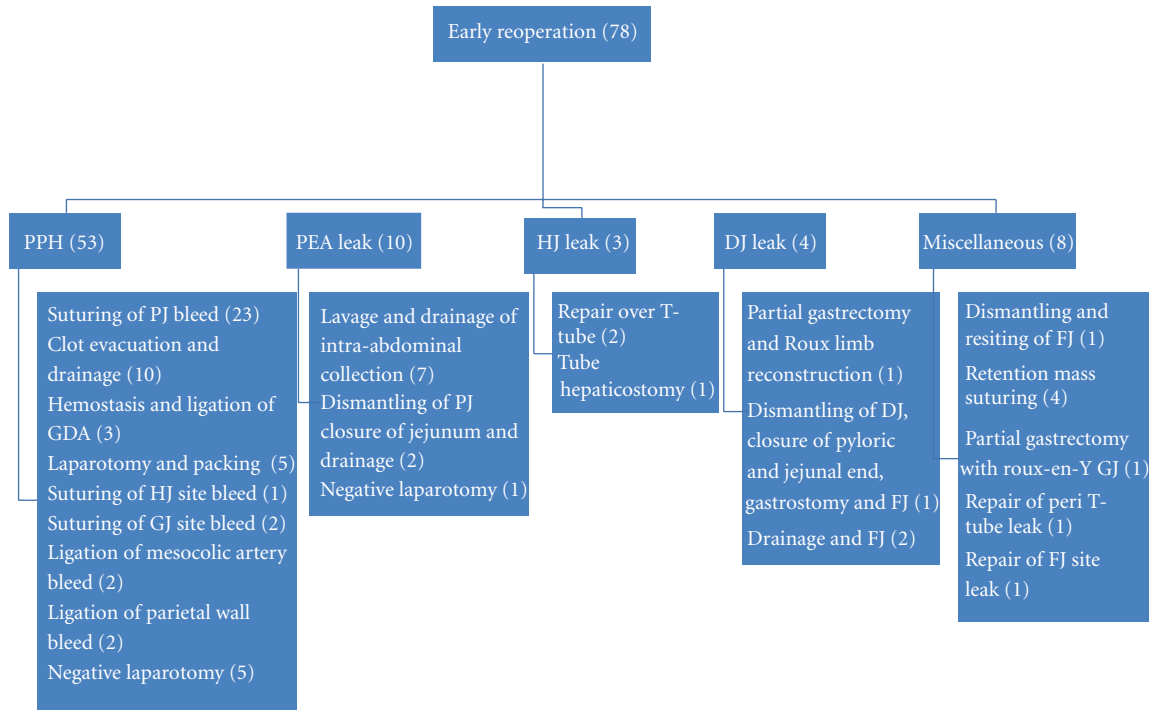 Early reoperation (78)
PPH (53)
Suturing of PJ bleed (23)
Clot evacuation and
drainage (10)
Hemostasis and ligation of
GDA (3)
Laparotomy and packing (5)
Suturing of HJ site bleed (1)
Suturing of GJ site bleed (2)
Ligation of mesocolic artery
bleed (2)
Ligation of parietal wall
bleed (2)
Negative laparotomy (5)
PEA leak (10)
Lavage and drainage of
intra-abdominal
collection (7)
Dismantling of PJ
closure of jejunum and
drainage (2)
Negative laparotomy (1)
HJ leak (3)
Repair over T-
tube (2)
Tube
hepaticostomy (1)
DJ leak (4)
Partial gastrectomy
and Roux limb
reconstruction (1)
Dismantling of DJ,
closure of pyloric
and jejunal end,
gastrostomy and FJ (1)
Drainage and FJ (2)
Miscellaneous (8)
Dismantling and
resiting of FJ (1)
Retention mass
suturing (4)
Partial gastrectomy
with roux-en-Y GJ (1)
Repair of peri T-
tube leak (1)
Repair of FJ site
leak (1)